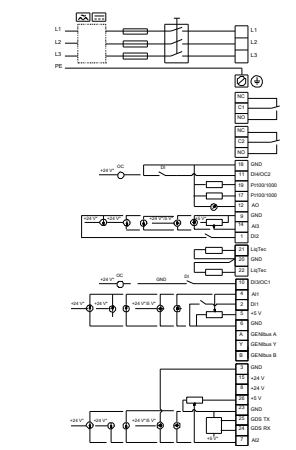 L1 L1
L2 L2
L3 L3
PE
NC
C1
NO
NC
C2
NO
18 GND
+24 V* OC DI 11 DI4/OC2
19 Pt100/1000
17 Pt100/1000
12 AO
9 GND
+24 V* +24 V* +24 V*/5 V* +5 V* 14 AI3
1 DI2
21 LiqTec
20 GND
22 LiqTec
+24 V* OC GND DI 10 DI3/OC1
4 AI1
+24 V* +24 V* +24 V*/5 V* 2 DI1
5 +5 V
6 GND
A GENIbus A
Y GENIbus Y
B GENIbus B
3 GND
15 +24 V
8 +24 V
26 +5 V
23 GND
25 GDS TX
+24 V* +24 V* +24 V*/5 V* 24 GDS RX
+5 V* 7 AI2